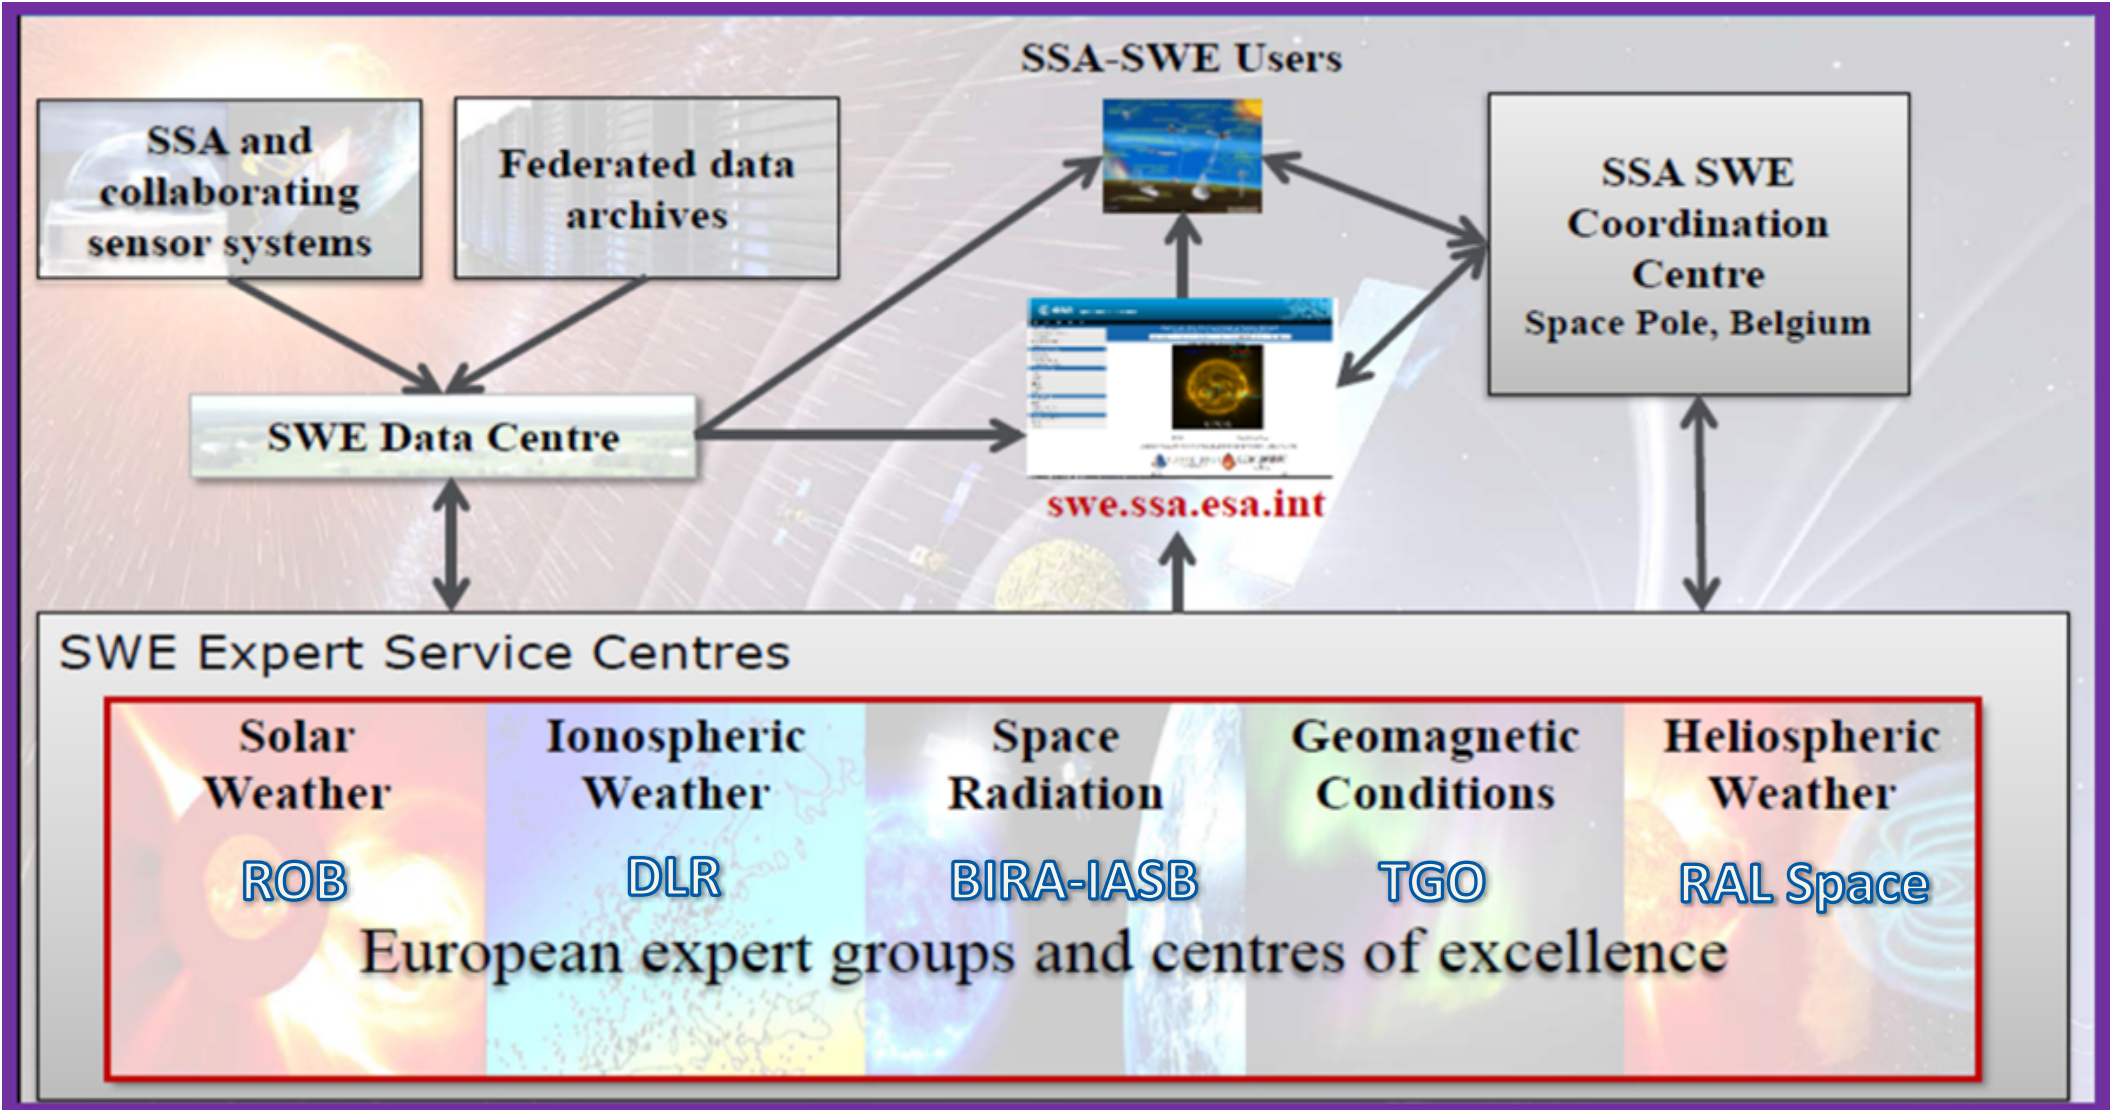 SSA-SWE Users
SSA and
collaborating
sensor systems
Federated data
archives
SSA SWE
Coordination
Centre
Space Pole, Belgium
SWE Data Centre
esa
swe.ssa.esa.int
SWE Expert Service Centres
Solar
Weather
ROB
Ionospheric
Weather
DLR
Space
Radiation
BIRA-IASB
Geomagnetic
Conditions
TGO
Heliospheric
Weather
RAL Space
European expert groups and centres of excellence